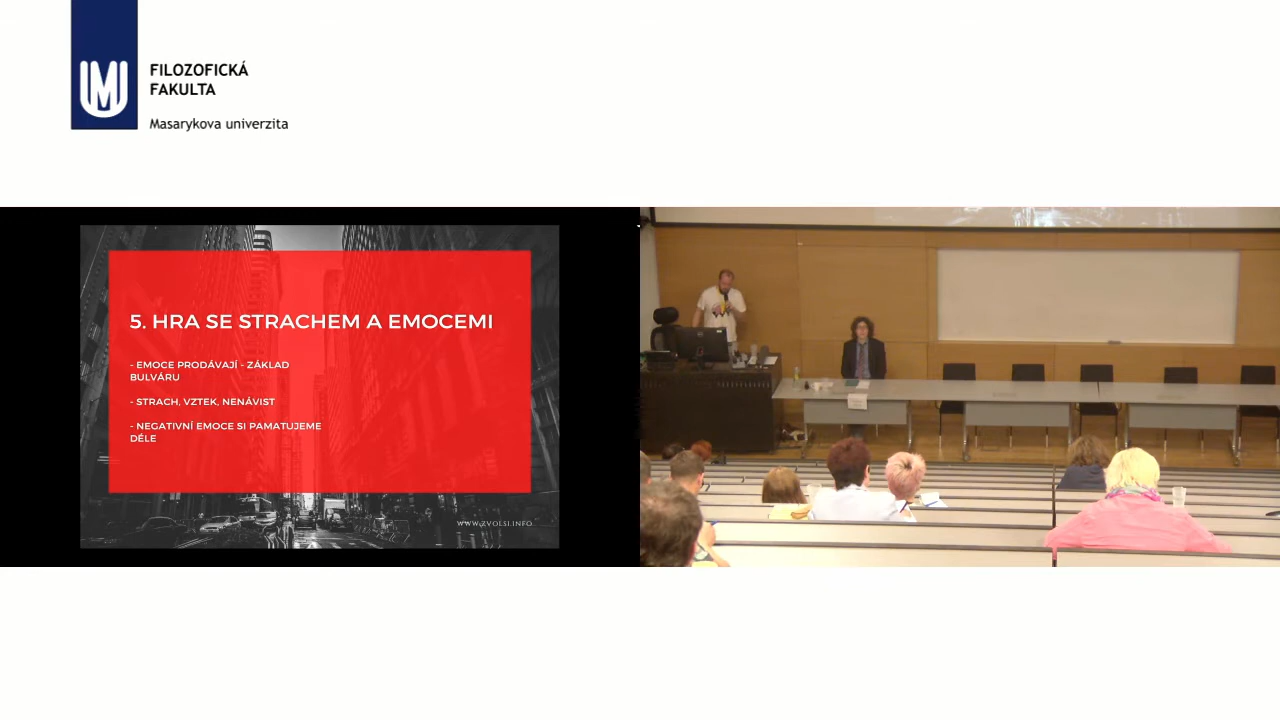 FILOZOFICKÁ
FAKULTA
Masarykova univerzita
5. HRA SE STRACHEM A EMOCEMI
- EMOCE PRODÁVAJÍ - ZÁKLAD
BULVÁRU
- STRACH, VZTEK, NENÁVIST
- NEGATIVNÍ EMOCE SI PAMATUJEME
DÉLE
WWW.ZVOLSI.INFO